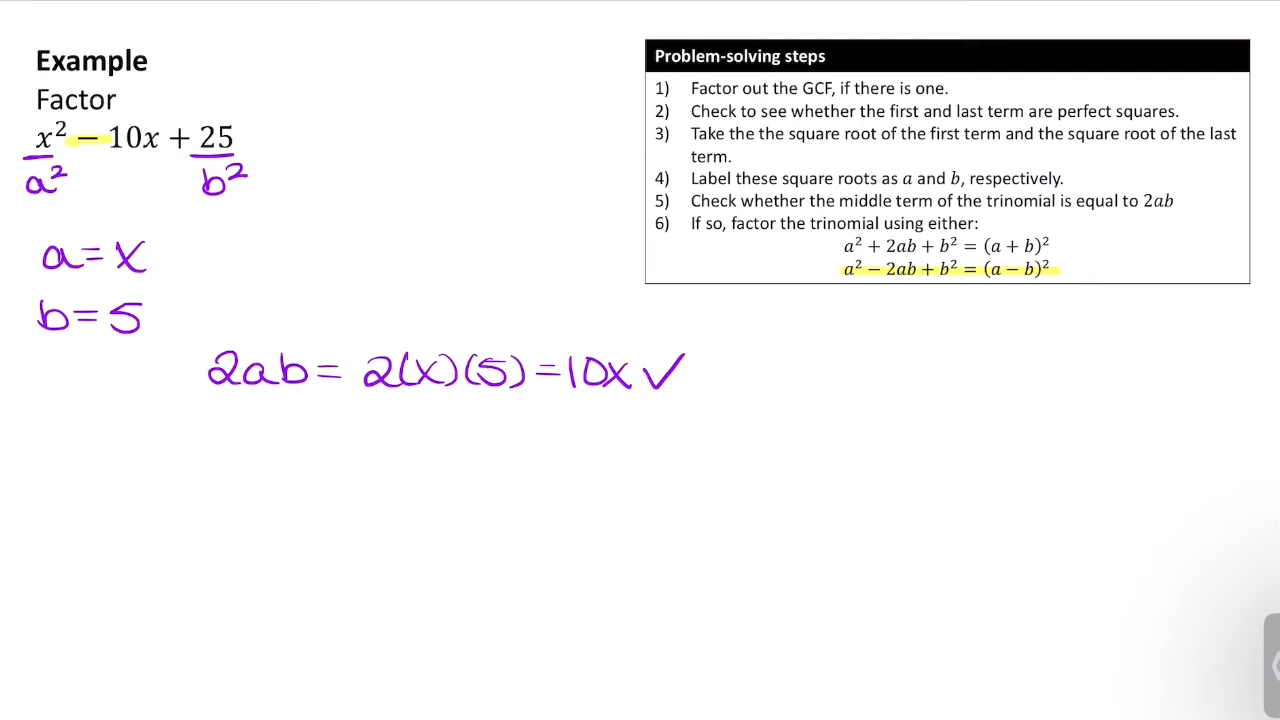 Example
Factor
x² − 10x + 25
a² b²
a = x
b = 5
2ab = 2(x)(5) = 10x ✓
Problem-solving steps
1) Factor out the GCF, if there is one.
2) Check to see whether the first and last term are perfect squares.
3) Take the the square root of the first term and the square root of the last
term.
4) Label these square roots as a and b, respectively.
5) Check whether the middle term of the trinomial is equal to 2ab
6) If so, factor the trinomial using either:
a² + 2ab + b² = (a + b)²
a² − 2ab + b² = (a − b)²